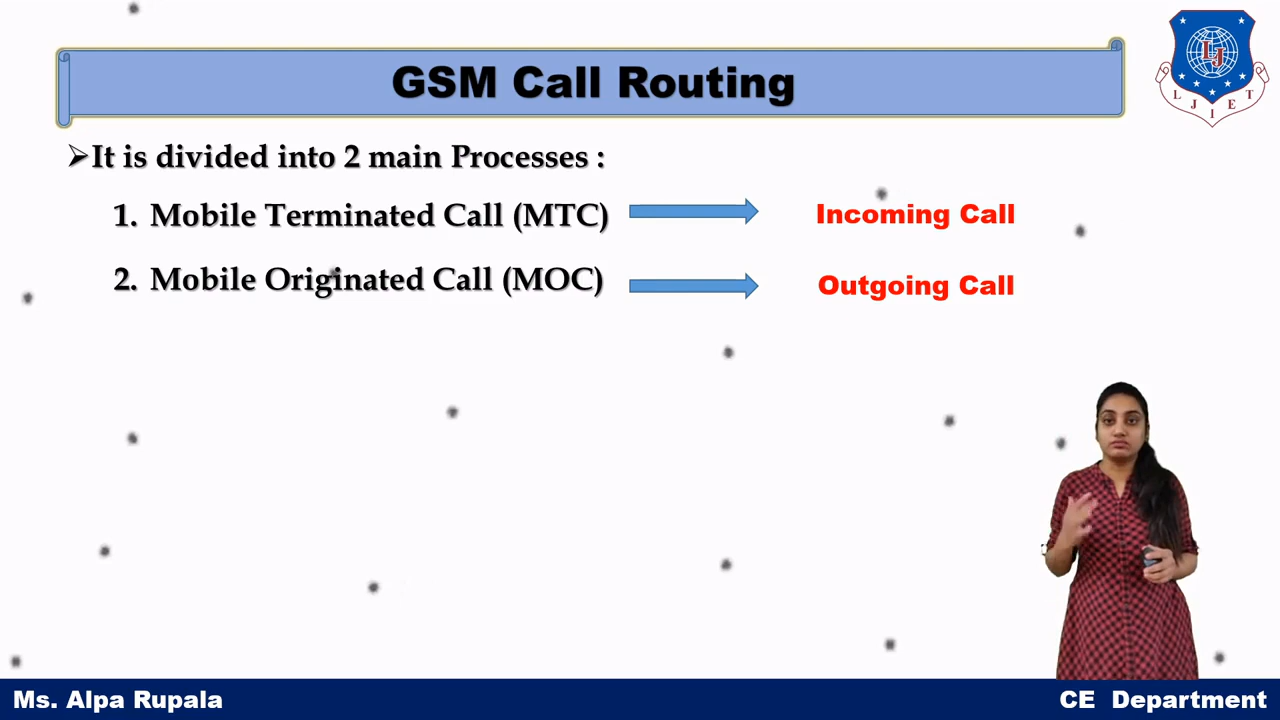 GSM Call Routing
LJ
L J I E T
➢It is divided into 2 main Processes :
1. Mobile Terminated Call (MTC)
Incoming Call
2. Mobile Originated Call (MOC)
Outgoing Call
Ms. Alpa Rupala
CE Department